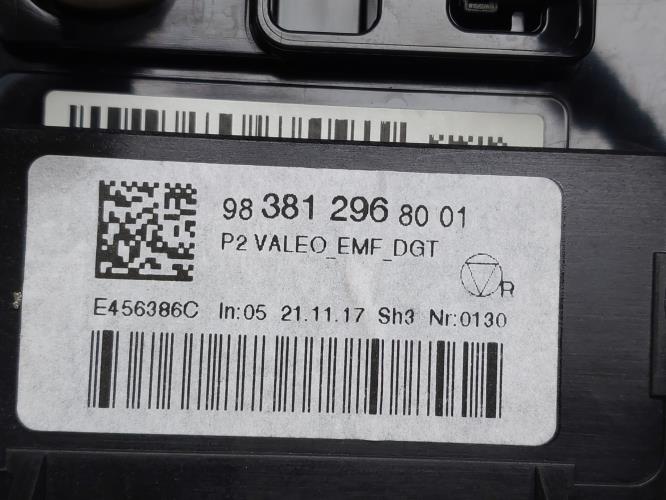 98 381 296 80 01
P2 VALEO_EMF_DGT
R
E456386C In:05 21.11.17 Sh3 Nr:0130